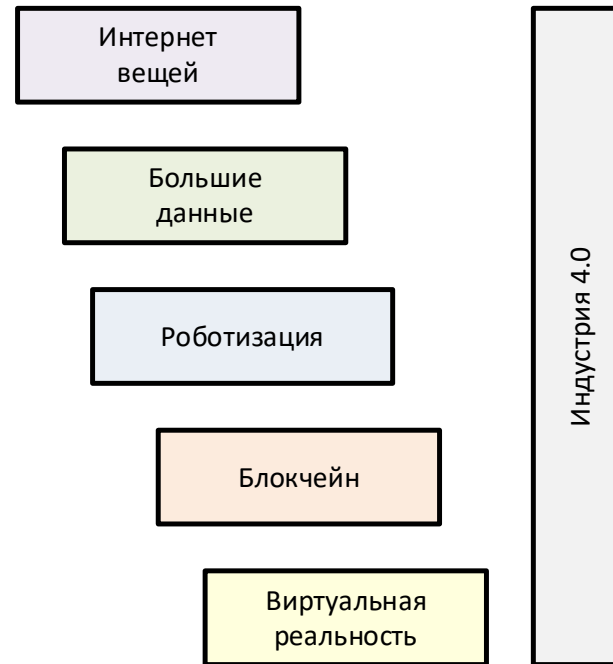 Интернет
вещей
Большие
данные
Роботизация
Блокчейн
Виртуальная
реальность
Индустрия 4.0